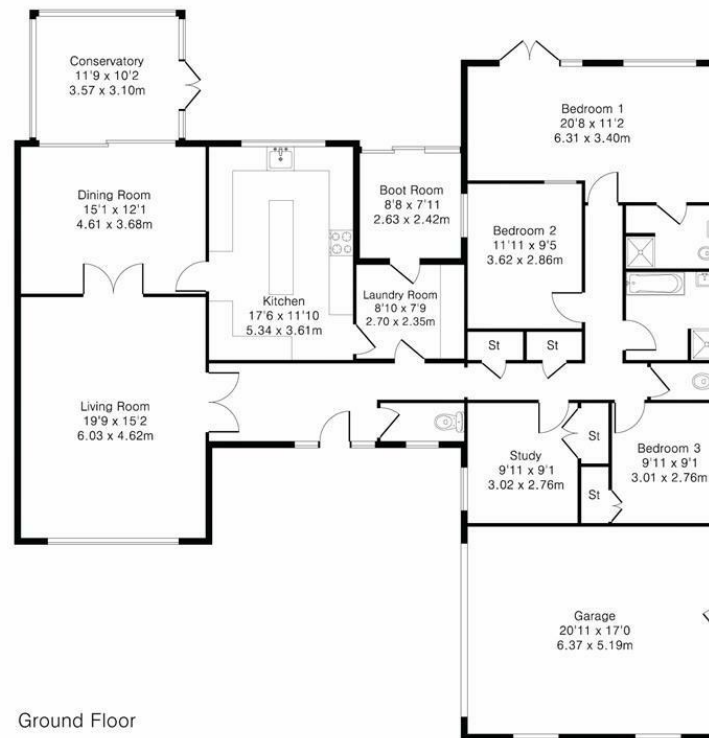 Conservatory
11'9 x 10'2
3.57 x 3.10m
Bedroom 1
20'8 x 11'2
6.31 x 3.40m
Dining Room
15'1 x 12'1
4.61 x 3.68m
Boot Room
8'8 x 7'11
2.63 x 2.42m
Bedroom 2
11'11 x 9'5
3.62 x 2.86m
Kitchen
17'6 x 11'10
5.34 x 3.61m
Laundry Room
8'10 x 7'9
2.70 x 2.35m
St
St
Living Room
19'9 x 15'2
6.03 x 4.62m
Study
9'11 x 9'1
3.02 x 2.76m
St
St
Bedroom 3
9'11 x 9'1
3.01 x 2.76m
Garage
20'11 x 17'0
6.37 x 5.19m
Ground Floor